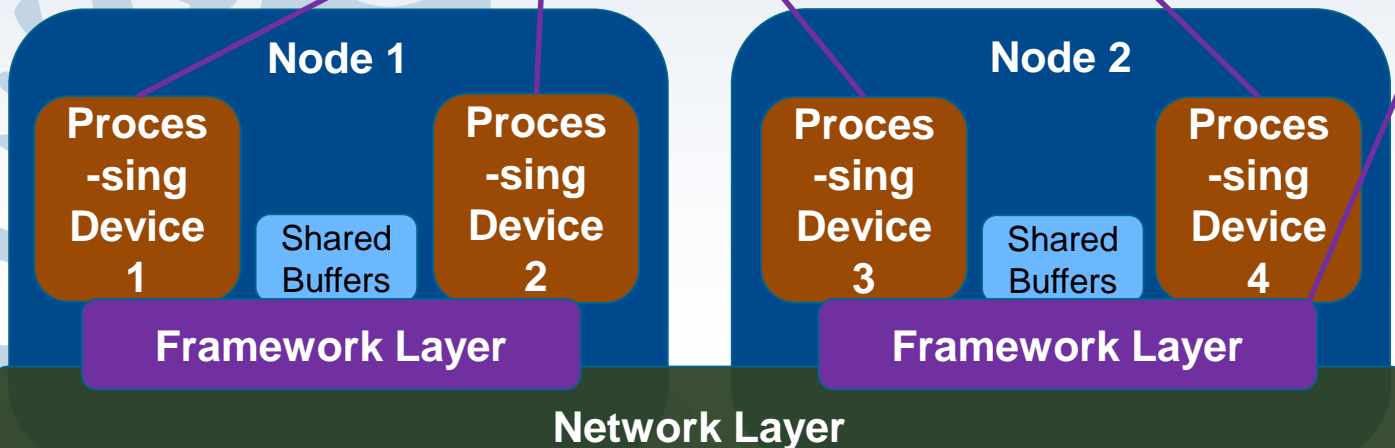 Node 1
Proces
-sing
Device
1
Shared
Buffers
Proces
-sing
Device
2
Framework Layer
Node 2
Proces
-sing
Device
3
Shared
Buffers
Proces
-sing
Device
4
Framework Layer
Network Layer